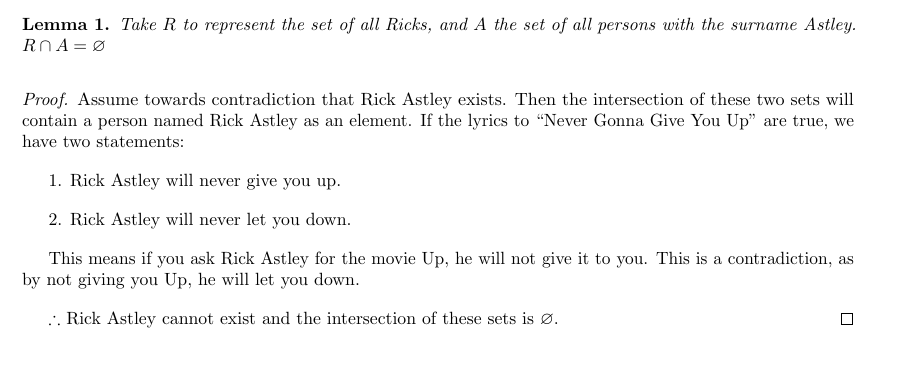 Lemma 1. Take R to represent the set of all Ricks, and A the set of all persons with the surname Astley.
R ∩ A = ∅
Proof. Assume towards contradiction that Rick Astley exists. Then the intersection of these two sets will
contain a person named Rick Astley as an element. If the lyrics to “Never Gonna Give You Up” are true, we
have two statements:
1. Rick Astley will never give you up.
2. Rick Astley will never let you down.
This means if you ask Rick Astley for the movie Up, he will not give it to you. This is a contradiction, as
by not giving you Up, he will let you down.
∴ Rick Astley cannot exist and the intersection of these sets is ∅. □